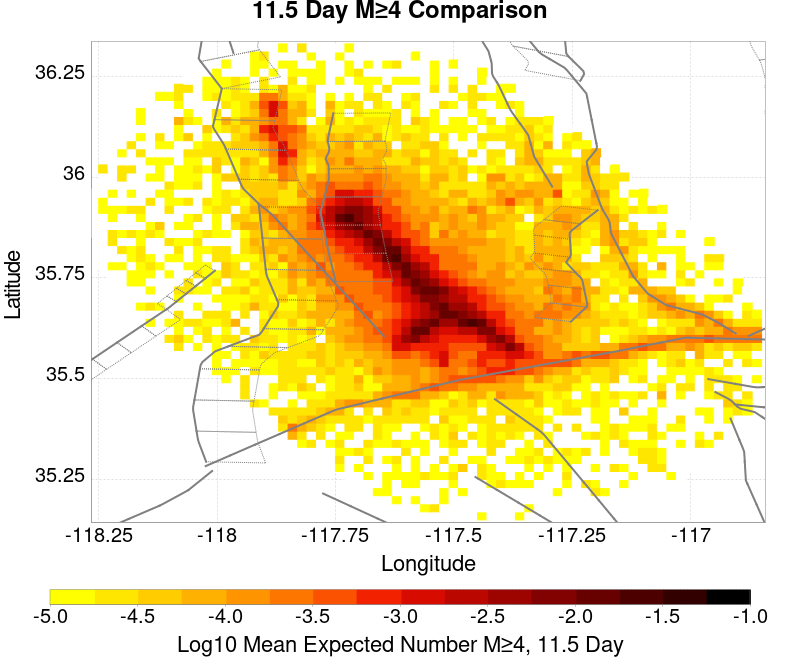 11.5 Day M≥4 Comparison
36.25
36
35.75
35.5
35.25
Latitude
-118.25 -118 -117.75 -117.5 -117.25 -117
Longitude
-5.0 -4.5 -4.0 -3.5 -3.0 -2.5 -2.0 -1.5 -1.0
Log10 Mean Expected Number M≥4, 11.5 Day